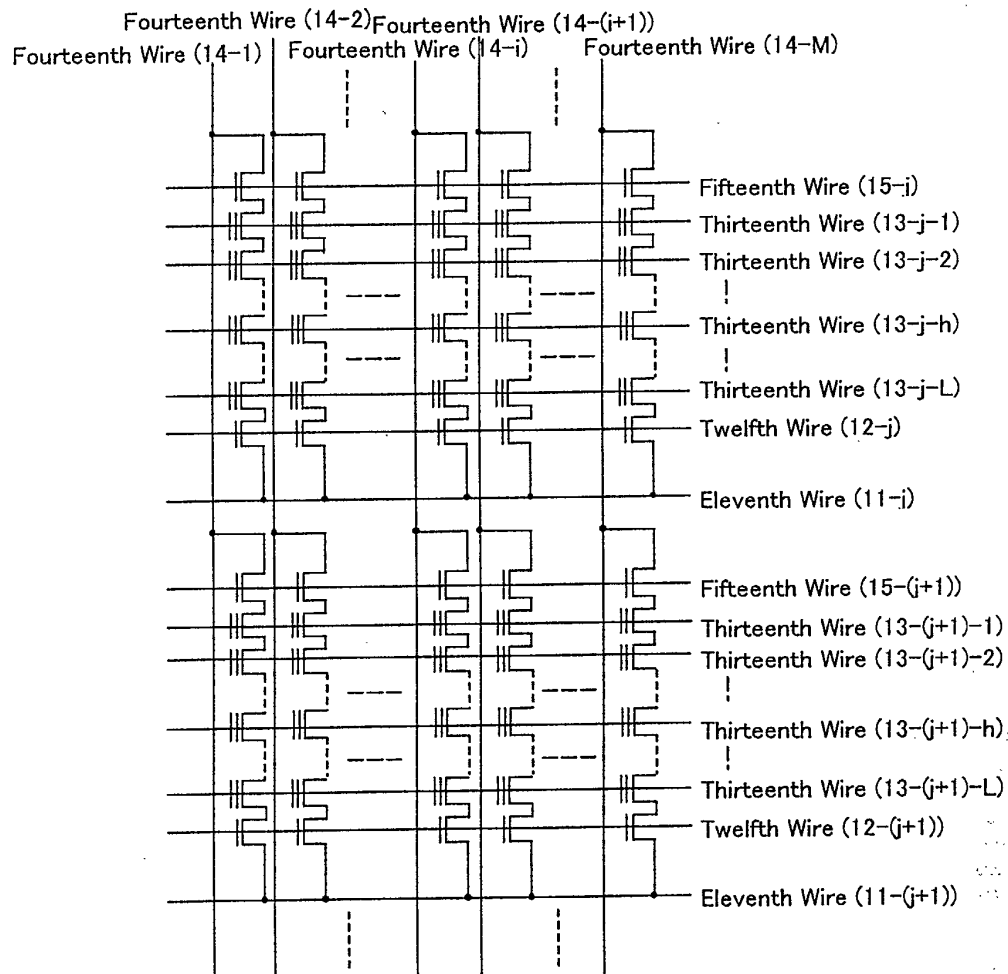 Fourteenth Wire (14-2) Fourteenth Wire (14-(i+1))
Fourteenth Wire (14-1) Fourteenth Wire (14-i) Fourteenth Wire (14-M)
Fifteenth Wire (15-j)
Thirteenth Wire (13-j-1)
Thirteenth Wire (13-j-2)
Thirteenth Wire (13-j-h)
Thirteenth Wire (13-j-L)
Twelfth Wire (12-j)
Eleventh Wire (11-j)
Fifteenth Wire (15-(j+1))
Thirteenth Wire (13-(j+1)-1)
Thirteenth Wire (13-(j+1)-2)
Thirteenth Wire (13-(j+1)-h)
Thirteenth Wire (13-(j+1)-L)
Twelfth Wire (12-(j+1))
Eleventh Wire (11-(j+1))